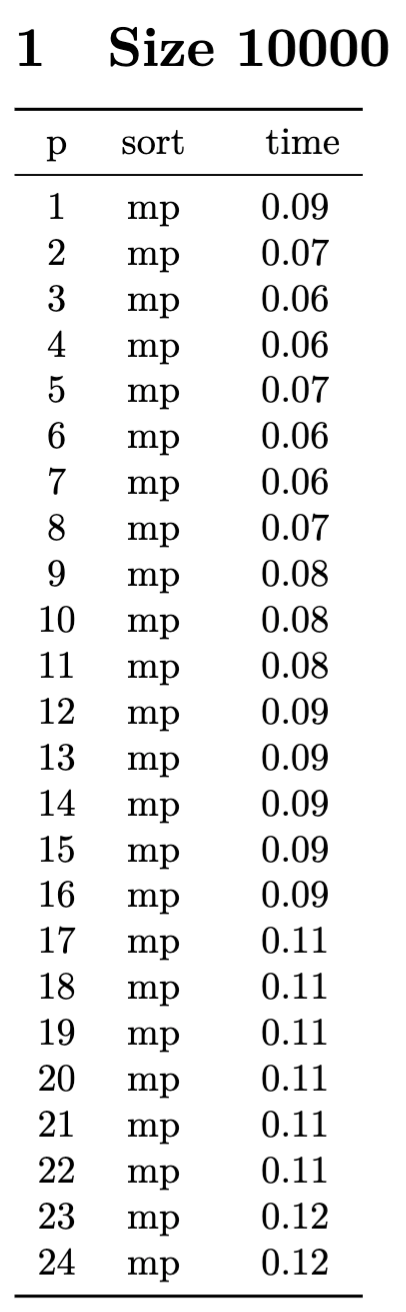 1 Size 10000
p sort time
1 mp 0.09
2 mp 0.07
3 mp 0.06
4 mp 0.06
5 mp 0.07
6 mp 0.06
7 mp 0.06
8 mp 0.07
9 mp 0.08
10 mp 0.08
11 mp 0.08
12 mp 0.09
13 mp 0.09
14 mp 0.09
15 mp 0.09
16 mp 0.09
17 mp 0.11
18 mp 0.11
19 mp 0.11
20 mp 0.11
21 mp 0.11
22 mp 0.11
23 mp 0.12
24 mp 0.12